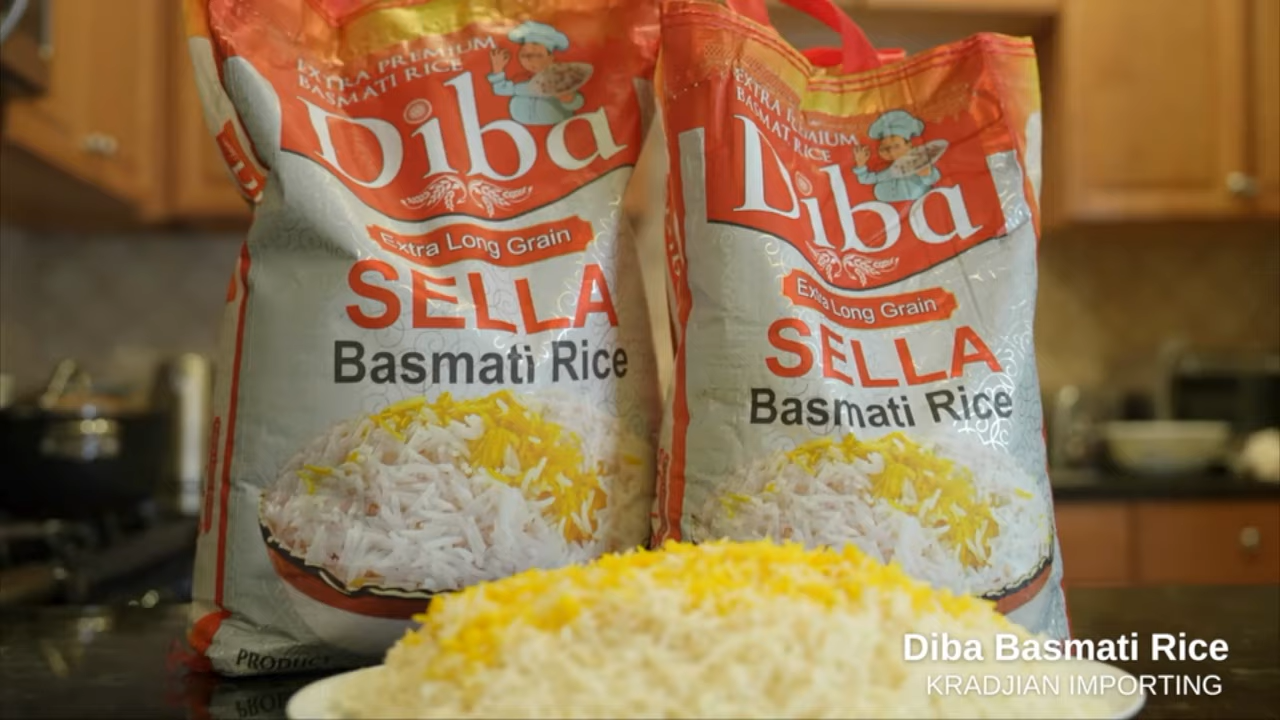 EXTRA PREMIUM
BASMATI RICE
Diba
Extra Long Grain
SELLA
Basmati Rice
PRODUCT
EXTRA PREMIUM
BASMATI RICE
Diba
Extra Long Grain
SELLA
Basmati Rice
Diba Basmati Rice
KRADJIAN IMPORTING